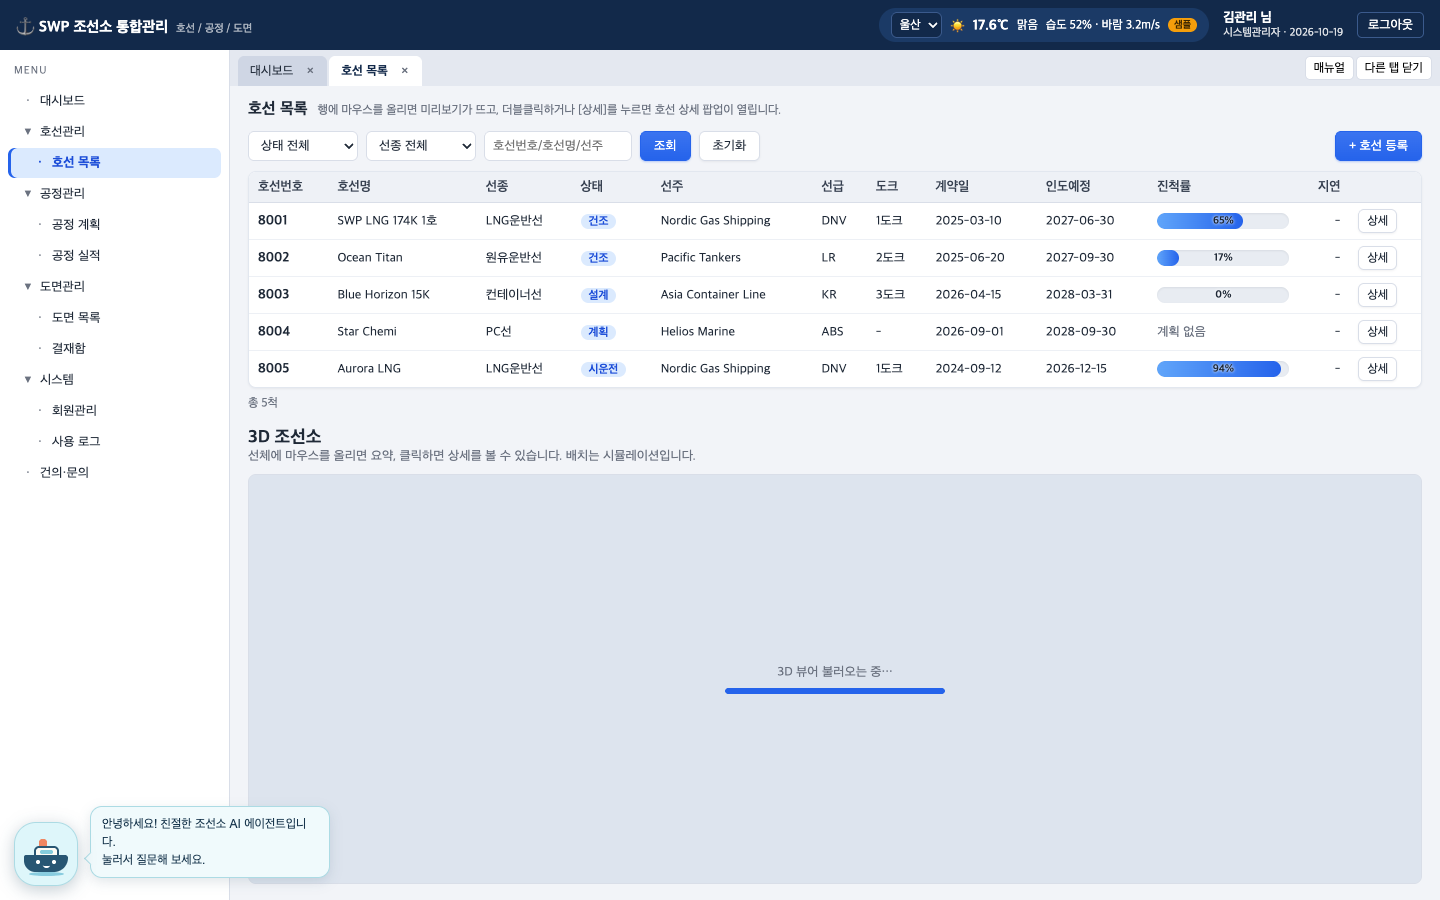 SWP 조선소 통합관리 호선 / 공정 / 도면
울산 17.6℃ 맑음 습도 52% · 바람 3.2m/s 샘플
김관리 님
시스템관리자 · 2026-10-19
로그아웃
MENU
· 대시보드
▼ 호선관리
· 호선 목록
▼ 공정관리
· 공정 계획
· 공정 실적
▼ 도면관리
· 도면 목록
· 결재함
▼ 시스템
· 회원관리
· 사용 로그
· 건의·문의
대시보드 × 호선 목록 ×
매뉴얼 다른 탭 닫기
호선 목록 행에 마우스를 올리면 미리보기가 뜨고, 더블클릭하거나 [상세]를 누르면 호선 상세 팝업이 열립니다.
상태 전체 선종 전체 호선번호/호선명/선주 조회 초기화 + 호선 등록
호선번호 호선명 선종 상태 선주 선급 도크 계약일 인도예정 진척률 지연
8001 SWP LNG 174K 1호 LNG운반선 건조 Nordic Gas Shipping DNV 1도크 2025-03-10 2027-06-30 65% - 상세
8002 Ocean Titan 원유운반선 건조 Pacific Tankers LR 2도크 2025-06-20 2027-09-30 17% - 상세
8003 Blue Horizon 15K 컨테이너선 설계 Asia Container Line KR 3도크 2026-04-15 2028-03-31 0% - 상세
8004 Star Chemi PC선 계획 Helios Marine ABS - 2026-09-01 2028-09-30 계획 없음 - 상세
8005 Aurora LNG LNG운반선 시운전 Nordic Gas Shipping DNV 1도크 2024-09-12 2026-12-15 94% - 상세
총 5척
3D 조선소
선체에 마우스를 올리면 요약, 클릭하면 상세를 볼 수 있습니다. 배치는 시뮬레이션입니다.
3D 뷰어 불러오는 중…
안녕하세요! 친절한 조선소 AI 에이전트입니
다.
눌러서 질문해 보세요.